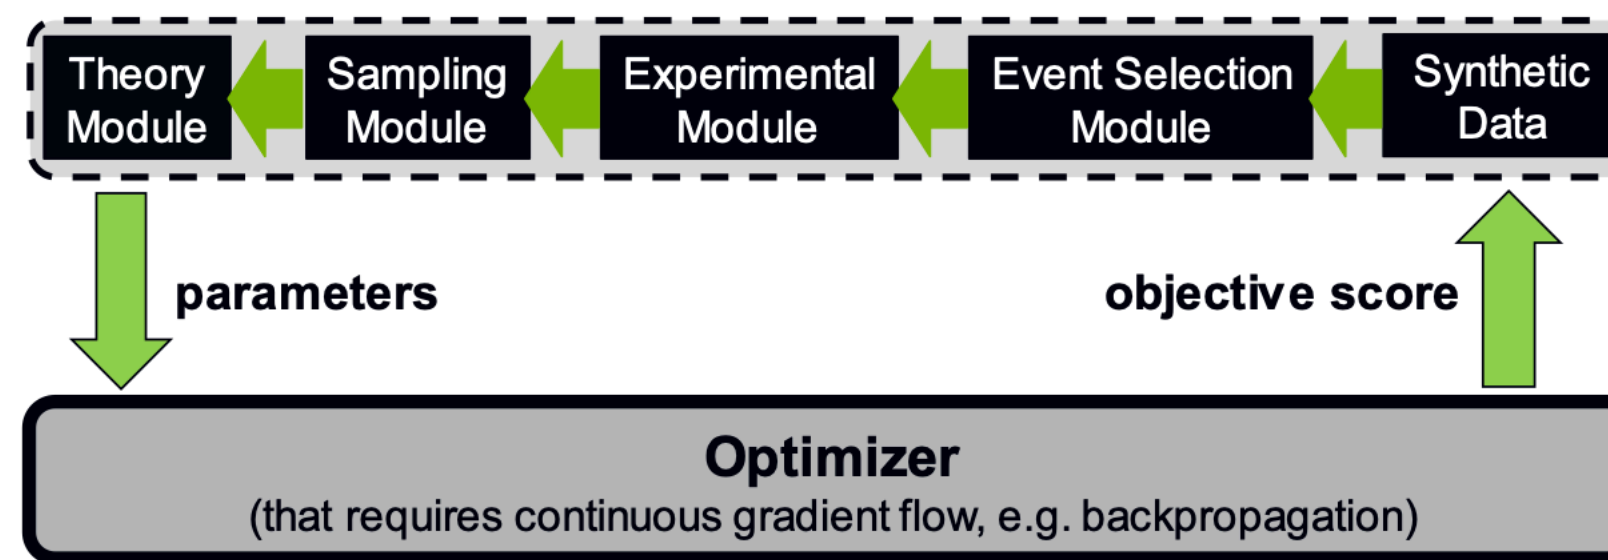 Theory
Module
Sampling
Module
Experimental
Module
Event Selection
Module
Synthetic
Data
parameters
objective score
Optimizer
(that requires continuous gradient flow, e.g. backpropagation)